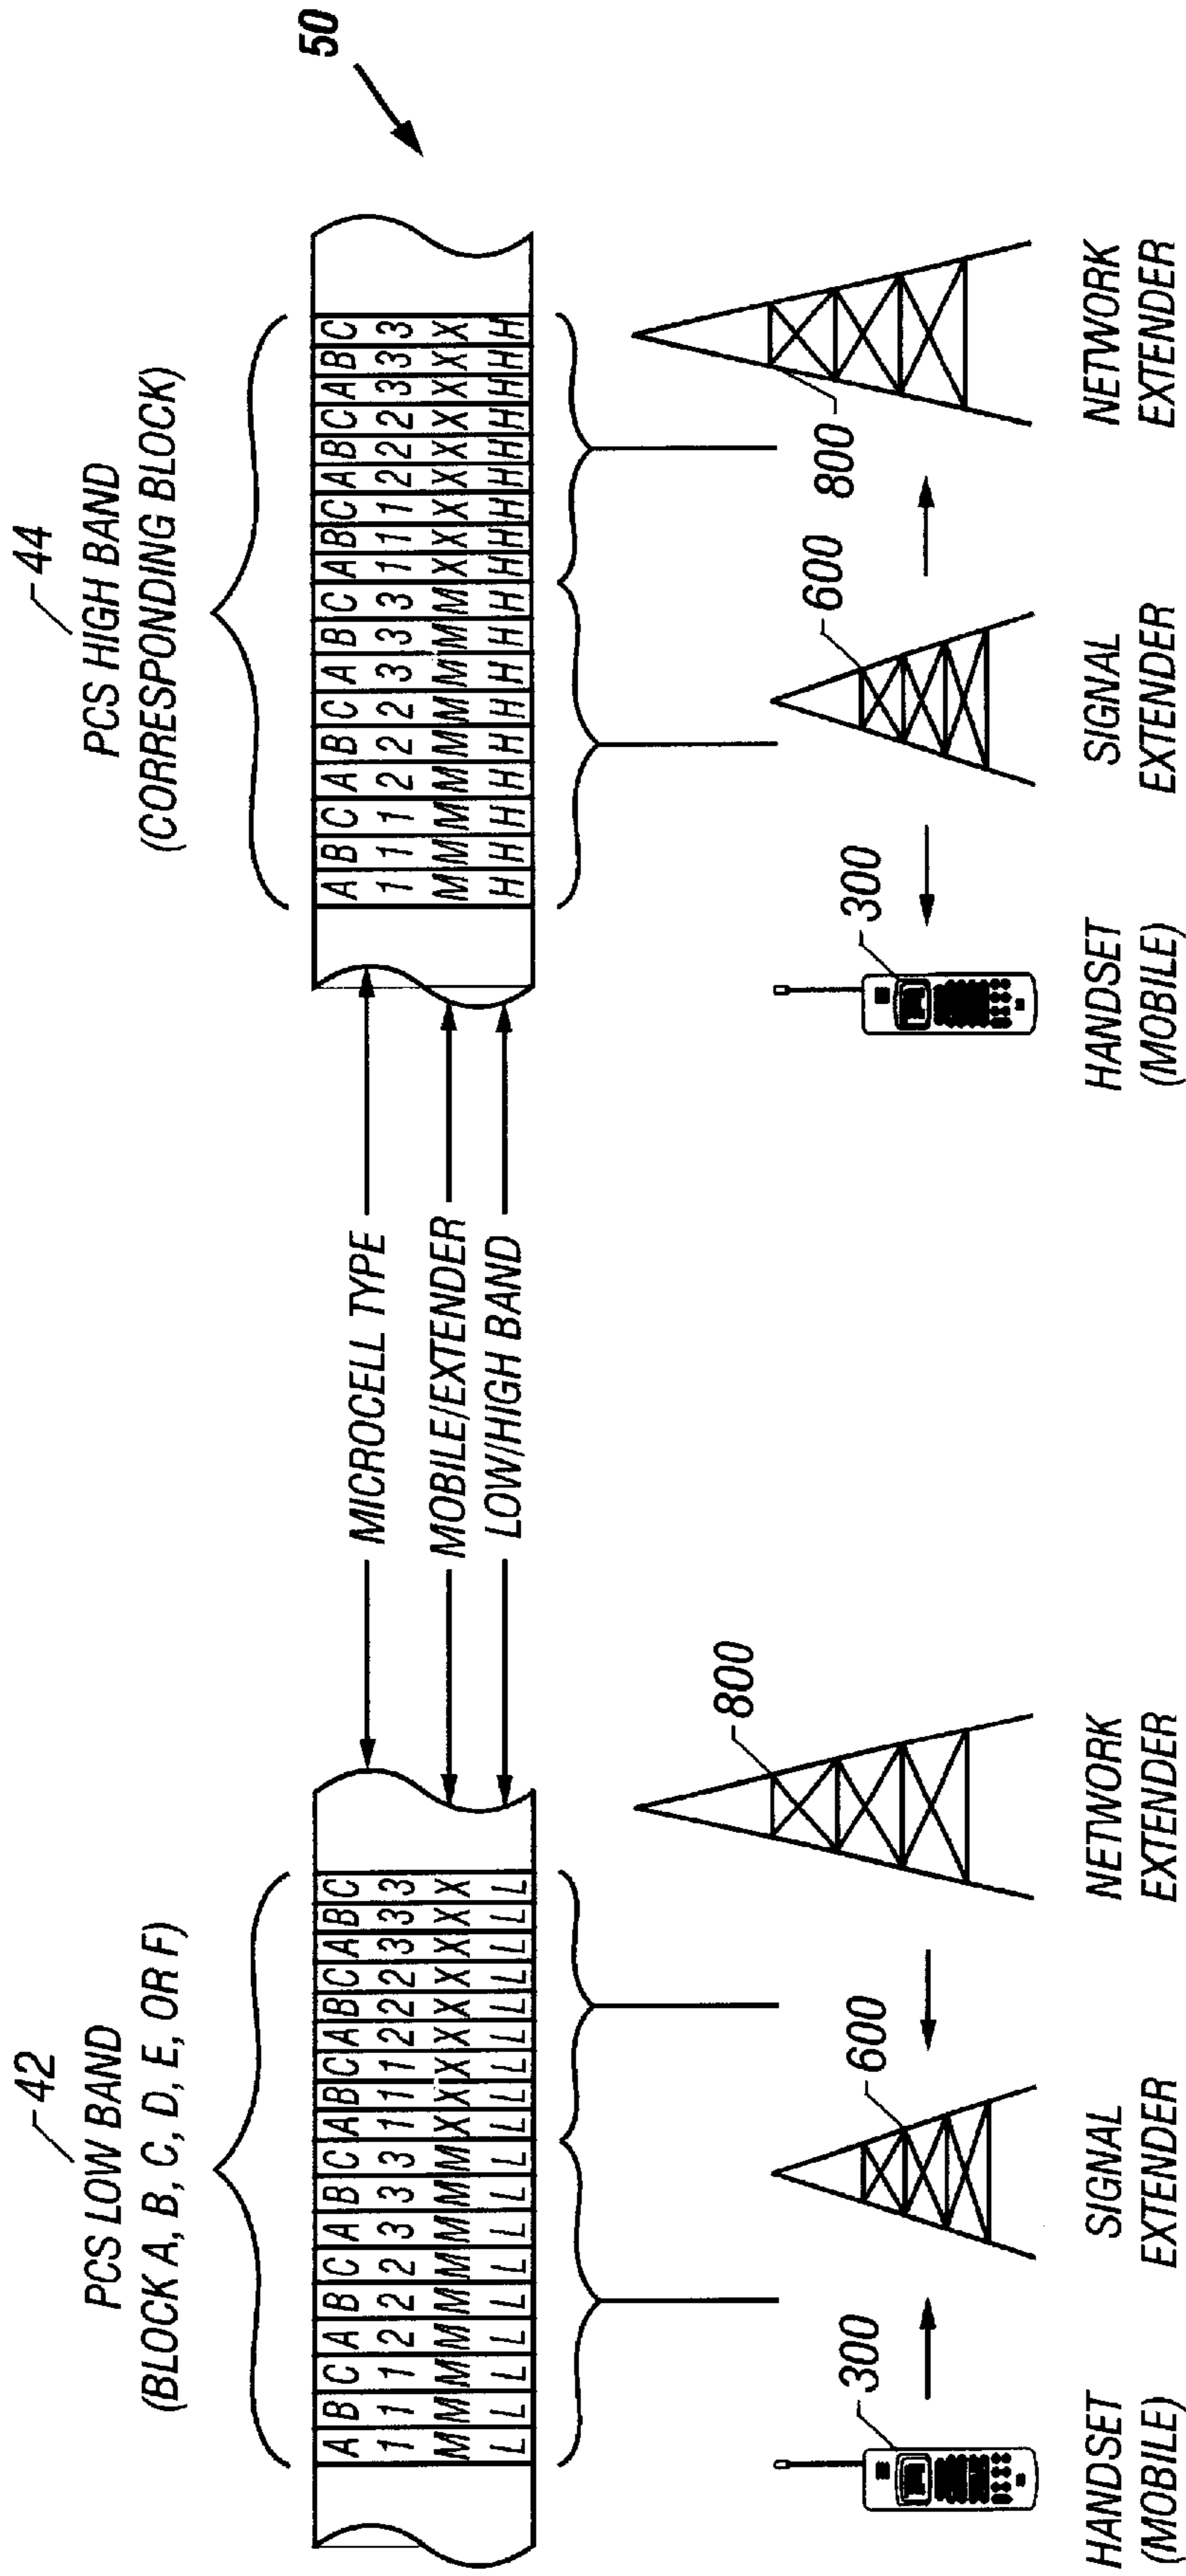 50
42
PCS LOW BAND
(BLOCK A, B, C, D, E, OR F)
44
PCS HIGH BAND
(CORRESPONDING BLOCK)
A B C A B C A B C A B C A B C A B C
1 1 1 2 2 2 3 3 3 1 1 1 2 2 2 3 3 3
M M M M M M M M M X X X X X X X X X
L L L L L L L L L L L L L L L L L L
MICROCELL TYPE
MOBILE/EXTENDER
LOW/HIGH BAND
A B C A B C A B C A B C A B C A B C
1 1 1 2 2 2 3 3 3 1 1 1 2 2 2 3 3 3
M M M M M M M M M X X X X X X X X X
H H H H H H H H H H H H H H H H H H
300
600
800
300
600
800
HANDSET
(MOBILE)
SIGNAL
EXTENDER
NETWORK
EXTENDER
HANDSET
(MOBILE)
SIGNAL
EXTENDER
NETWORK
EXTENDER